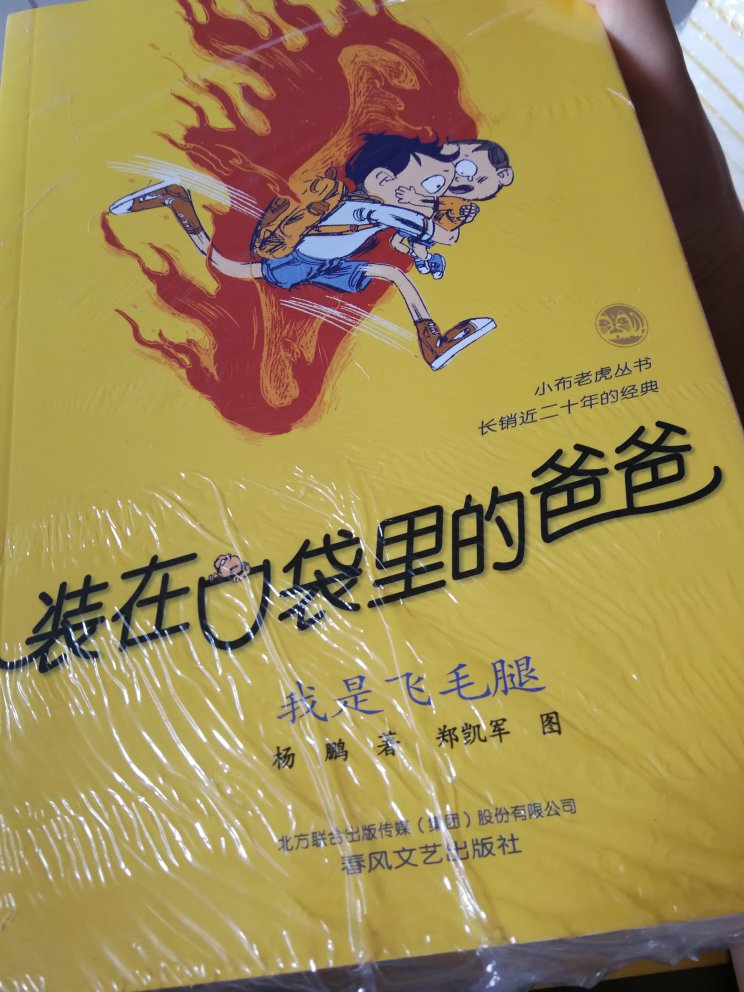 小布老虎丛书
长销近二十年的经典
装在口袋里的爸爸
我是飞毛腿
杨 鹏 著 郑凯军 图
北方联合出版传媒（集团）股份有限公司
春风文艺出版社